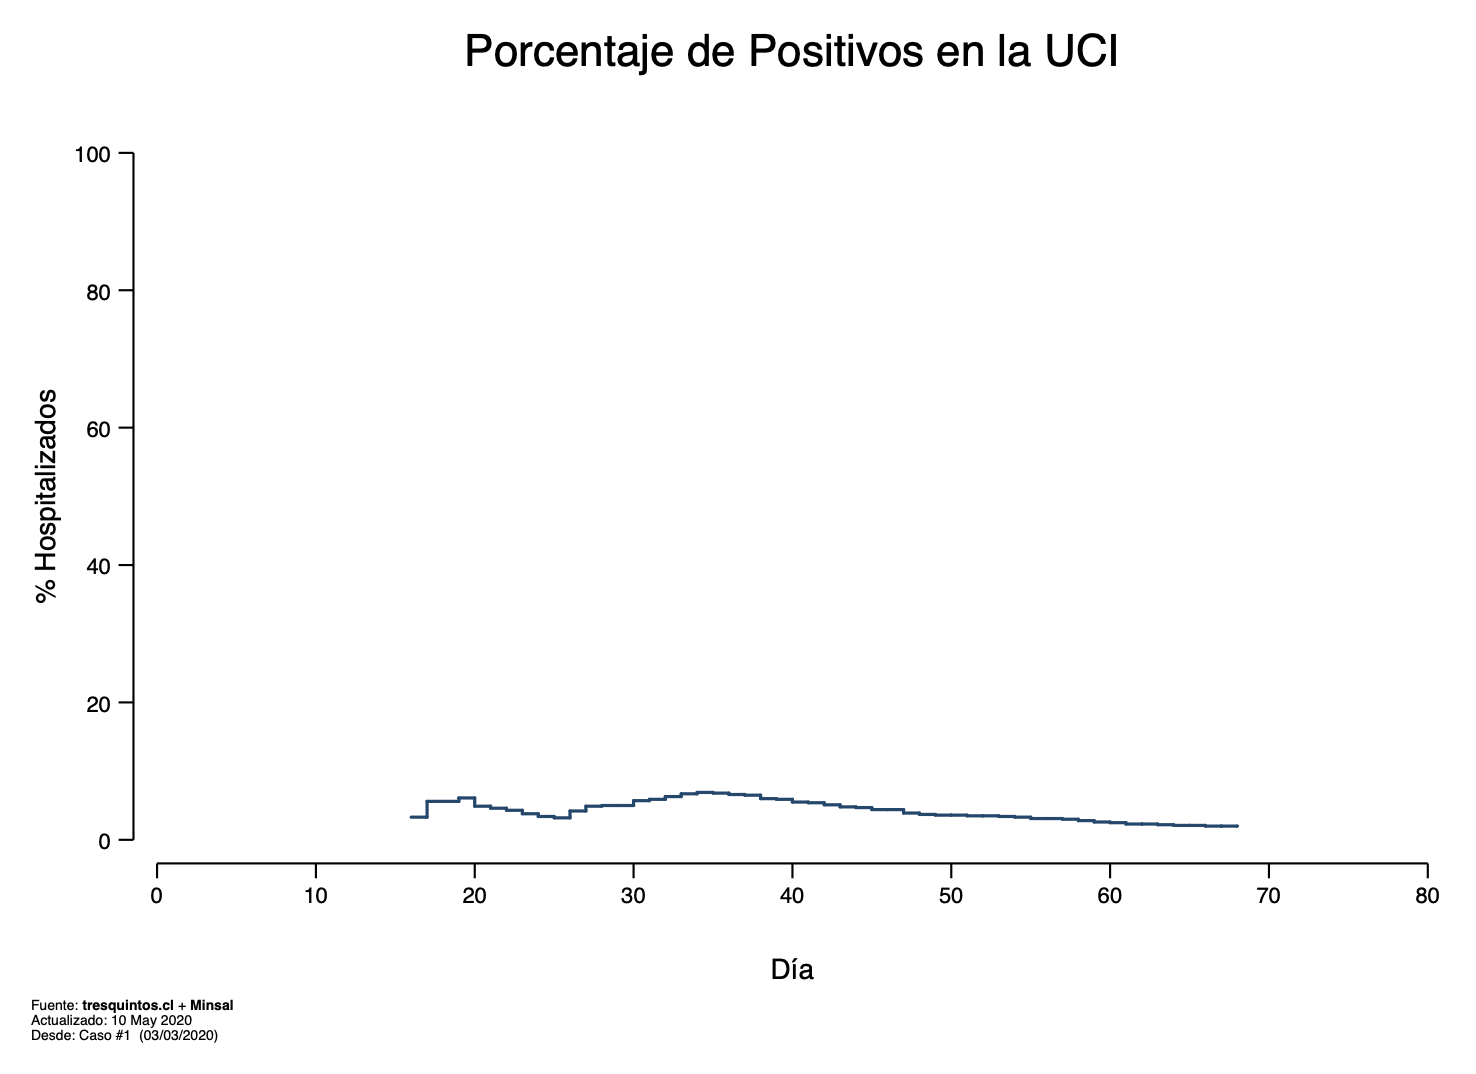 Porcentaje de Positivos en la UCI
% Hospitalizados
100
80
60
40
20
0
0 10 20 30 40 50 60 70 80
Día
Fuente: tresquintos.cl + Minsal
Actualizado: 10 May 2020
Desde: Caso #1 (03/03/2020)